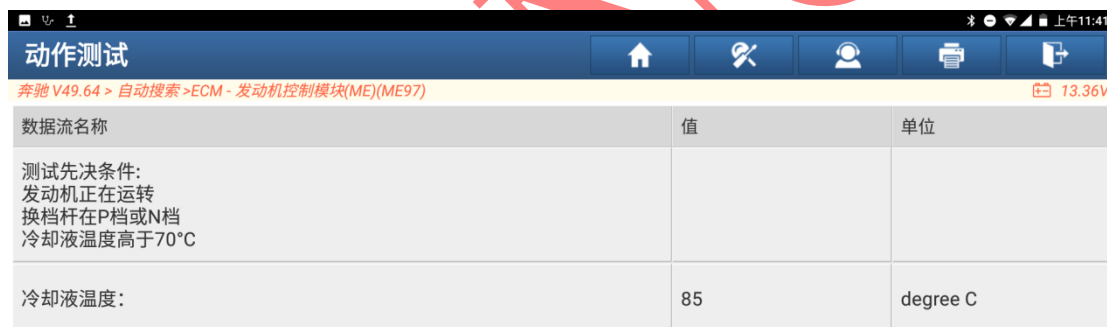 上午11:41
动作测试
奔驰 V49.64 > 自动搜索 >ECM - 发动机控制模块(ME)(ME97)
13.36V
数据流名称 值 单位
测试先决条件:
发动机正在运转
换档杆在P档或N档
冷却液温度高于70°C
冷却液温度： 85 degree C